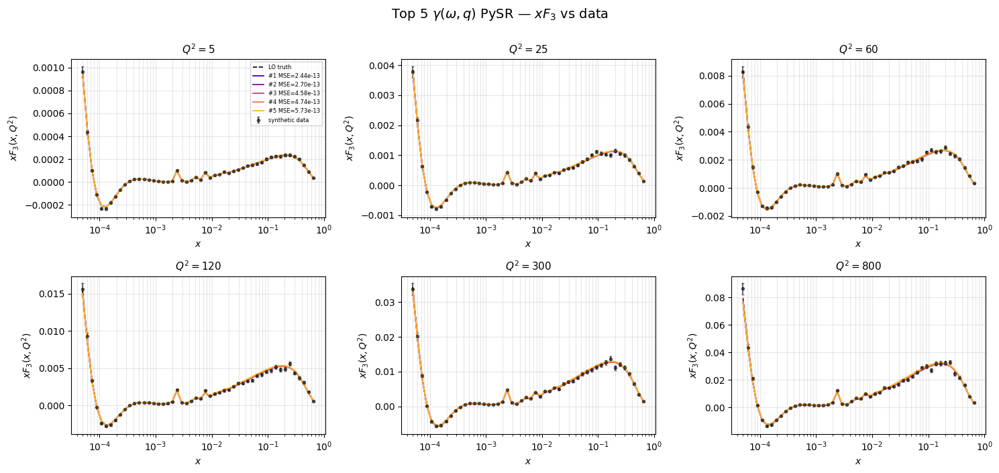 Top 5 γ(ω, q) PySR — xF₃ vs data
Q² = 5
0.0010
0.0008
0.0006
0.0004
0.0002
0.0000
−0.0002
xF₃(x, Q²)
10⁻⁴ 10⁻³ 10⁻² 10⁻¹ 10⁰
x
LO truth
#1 MSE=2.44e-13
#2 MSE=2.70e-13
#3 MSE=4.58e-13
#4 MSE=4.74e-13
#5 MSE=5.73e-13
synthetic data
Q² = 25
0.004
0.003
0.002
0.001
0.000
−0.001
xF₃(x, Q²)
10⁻⁴ 10⁻³ 10⁻² 10⁻¹ 10⁰
x
Q² = 60
0.008
0.006
0.004
0.002
0.000
−0.002
xF₃(x, Q²)
10⁻⁴ 10⁻³ 10⁻² 10⁻¹ 10⁰
x
Q² = 120
0.015
0.010
0.005
0.000
xF₃(x, Q²)
10⁻⁴ 10⁻³ 10⁻² 10⁻¹ 10⁰
x
Q² = 300
0.03
0.02
0.01
0.00
xF₃(x, Q²)
10⁻⁴ 10⁻³ 10⁻² 10⁻¹ 10⁰
x
Q² = 800
0.08
0.06
0.04
0.02
0.00
xF₃(x, Q²)
10⁻⁴ 10⁻³ 10⁻² 10⁻¹ 10⁰
x